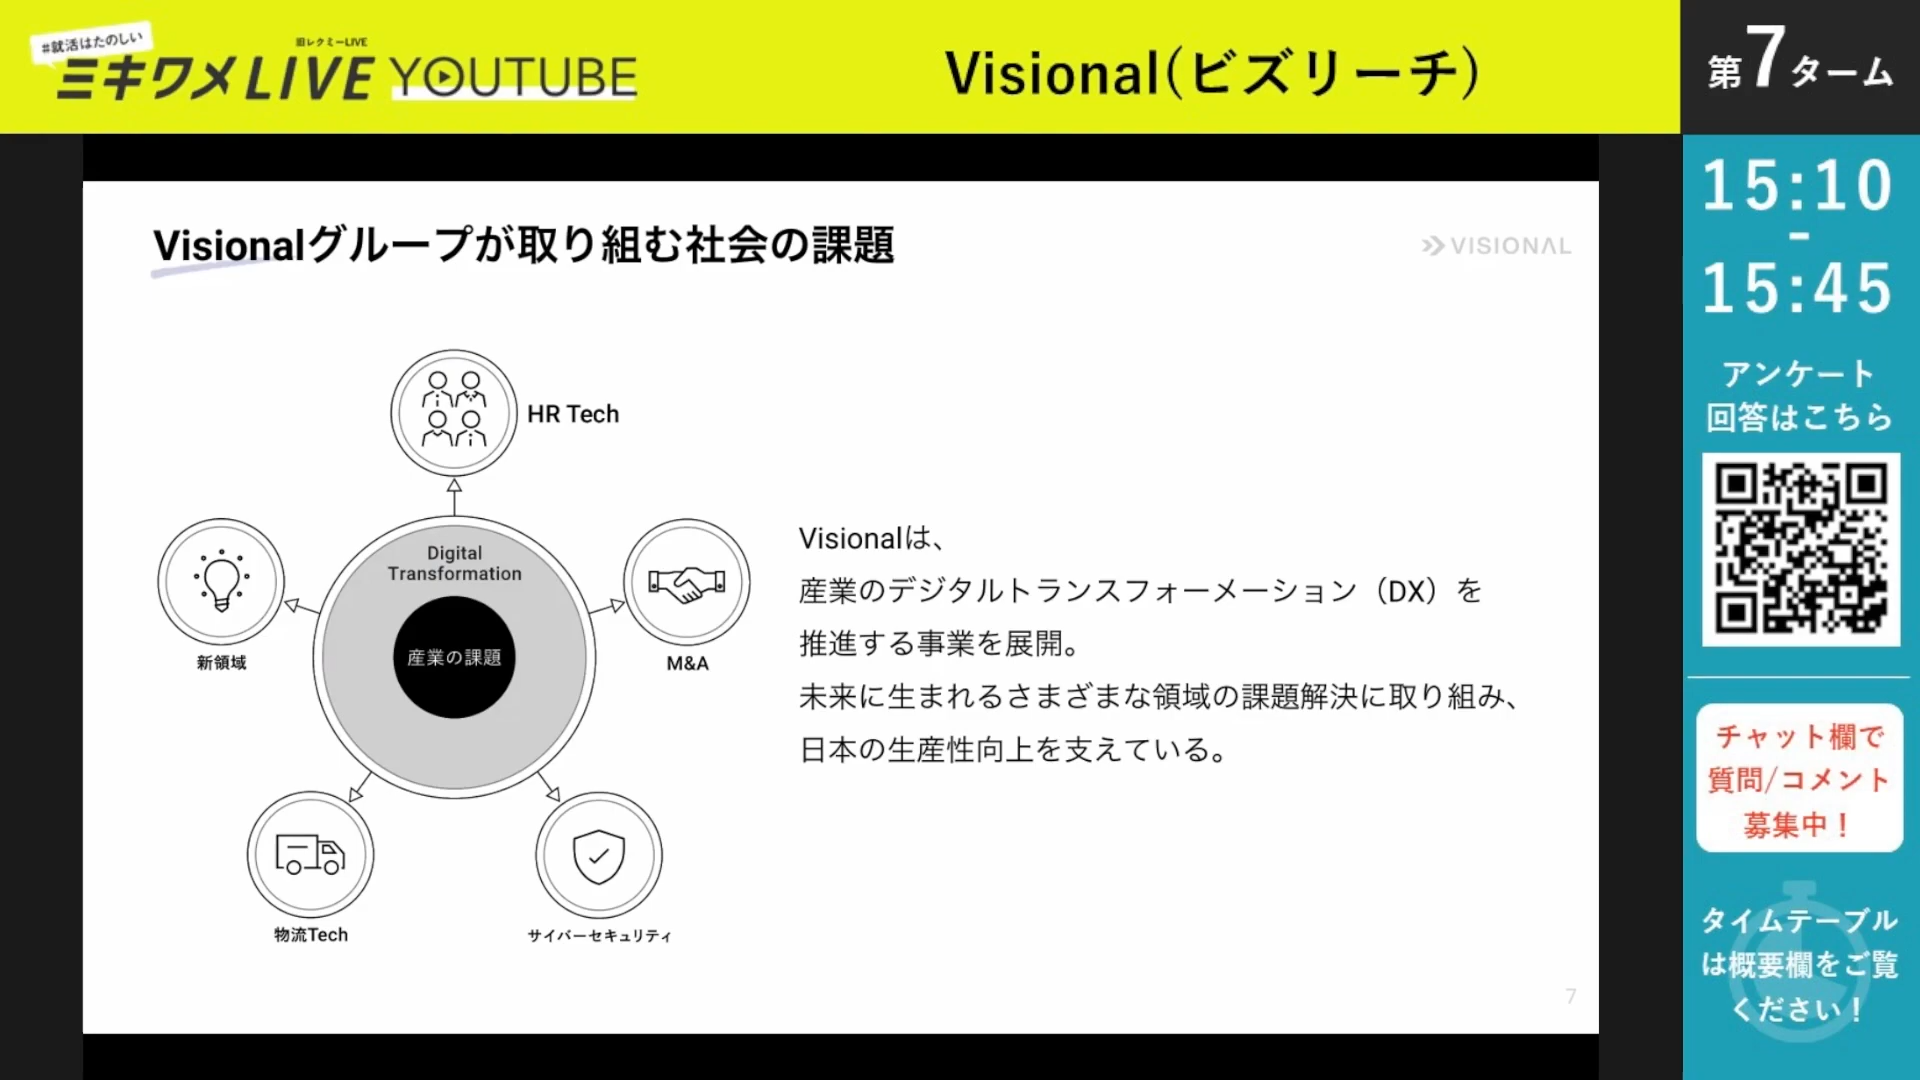 #就活はたのしい
旧レクミーLIVE
ミキワメLIVE YOUTUBE
Visional(ビズリーチ)
第7ターム
Visionalグループが取り組む社会の課題
VISIONAL
HR Tech
Digital
Transformation
産業の課題
新領域
M&A
物流Tech
サイバーセキュリティ
Visionalは、
産業のデジタルトランスフォーメーション（DX）を
推進する事業を展開。
未来に生まれるさまざまな領域の課題解決に取り組み、
日本の生産性向上を支えている。
7
15:10
-
15:45
アンケート
回答はこちら
チャット欄で
質問/コメント
募集中！
タイムテーブル
は概要欄をご覧
ください！